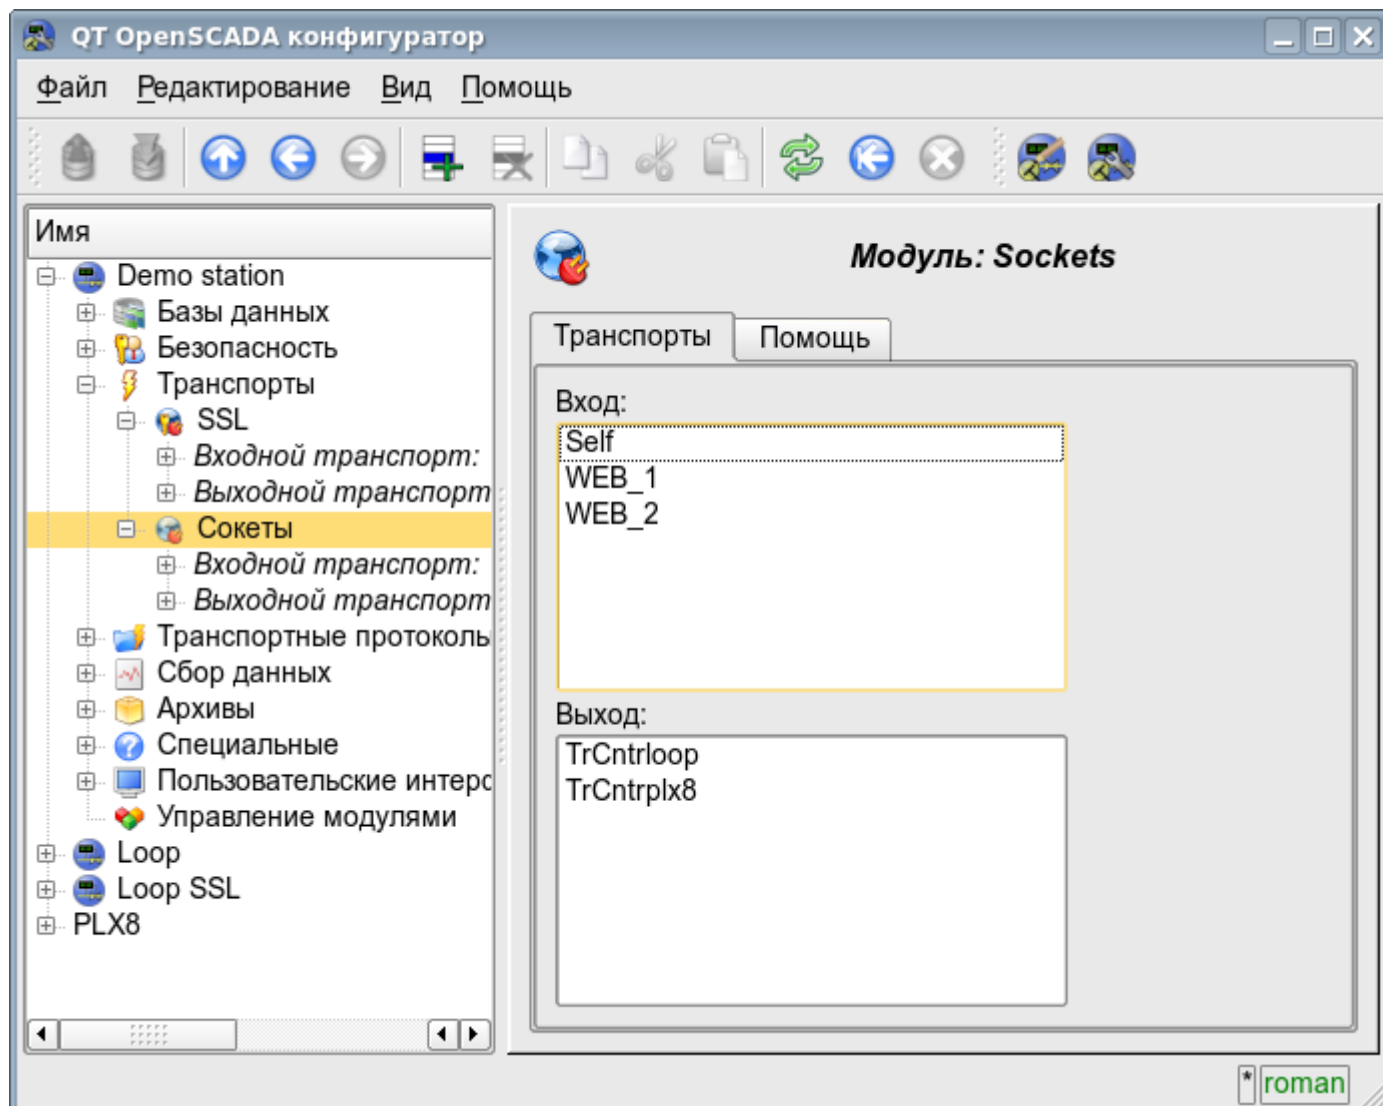 QT OpenSCADA конфигуратор
Файл Редактирование Вид Помощь
Имя
Demo station
Базы данных
Безопасность
Транспорты
SSL
Входной транспорт:
Выходной транспорт
Сокеты
Входной транспорт:
Выходной транспорт
Транспортные протоколы
Сбор данных
Архивы
Специальные
Пользовательские интерс
Управление модулями
Loop
Loop SSL
PLX8
Модуль: Sockets
Транспорты Помощь
Вход:
Self
WEB_1
WEB_2
Выход:
TrCntrloop
TrCntrplx8
* roman